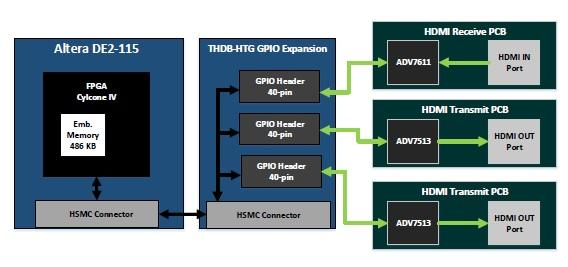 Altera DE2-115
FPGA
Cylcone IV
Emb.
Memory
486 KB
HSMC Connector
THDB-HTG GPIO Expansion
GPIO Header
40-pin
GPIO Header
40-pin
GPIO Header
40-pin
HSMC Connector
HDMI Receive PCB
ADV7611
HDMI IN
Port
HDMI Transmit PCB
ADV7513
HDMI OUT
Port
HDMI Transmit PCB
ADV7513
HDMI OUT
Port